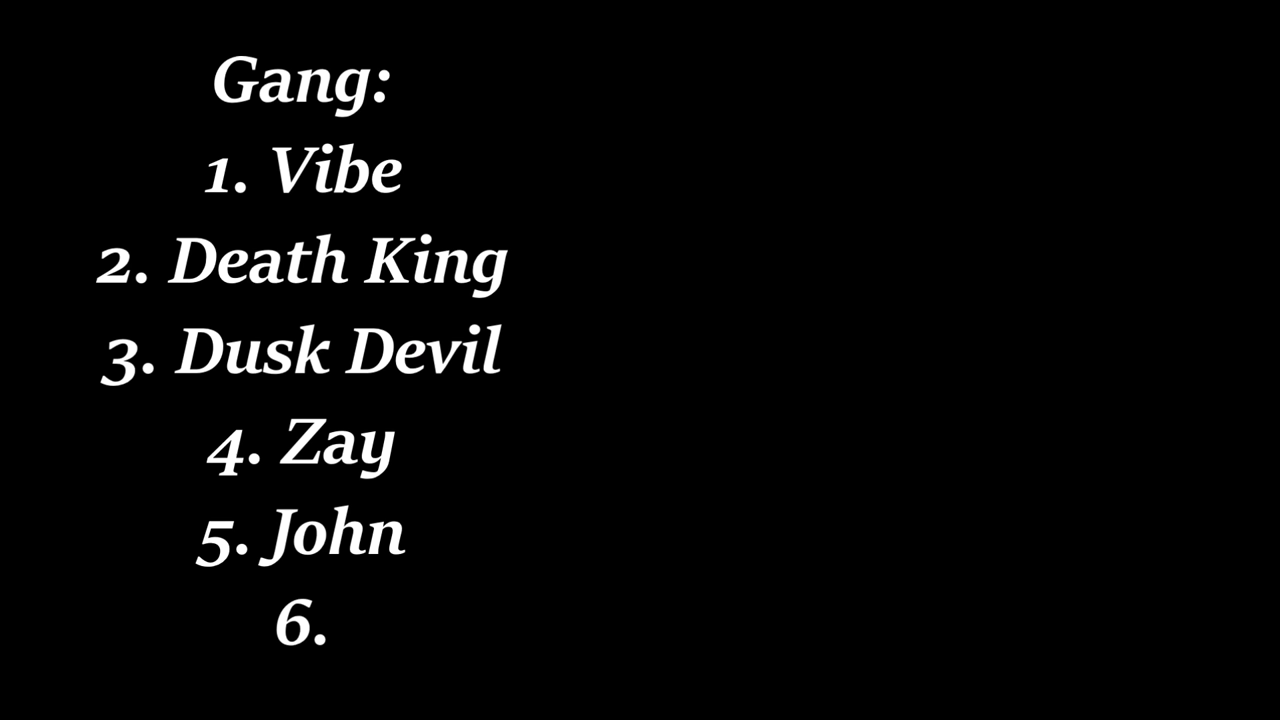 Gang:
1. Vibe
2. Death King
3. Dusk Devil
4. Zay
5. John
6.